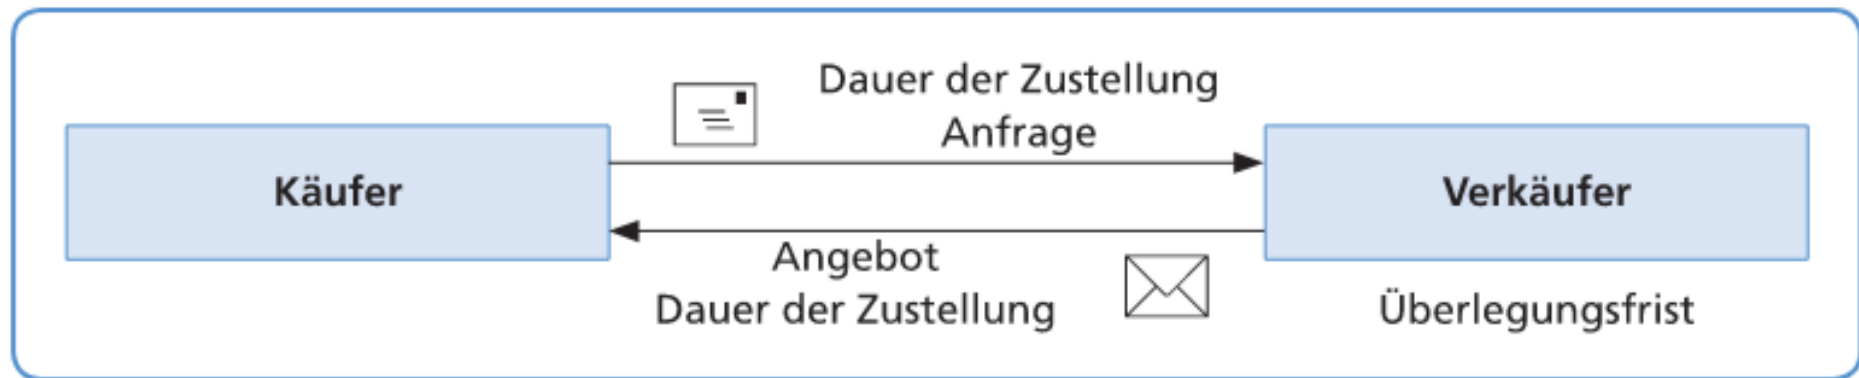 Dauer der Zustellung
Anfrage
Käufer
Verkäufer
Angebot
Dauer der Zustellung
Überlegungsfrist